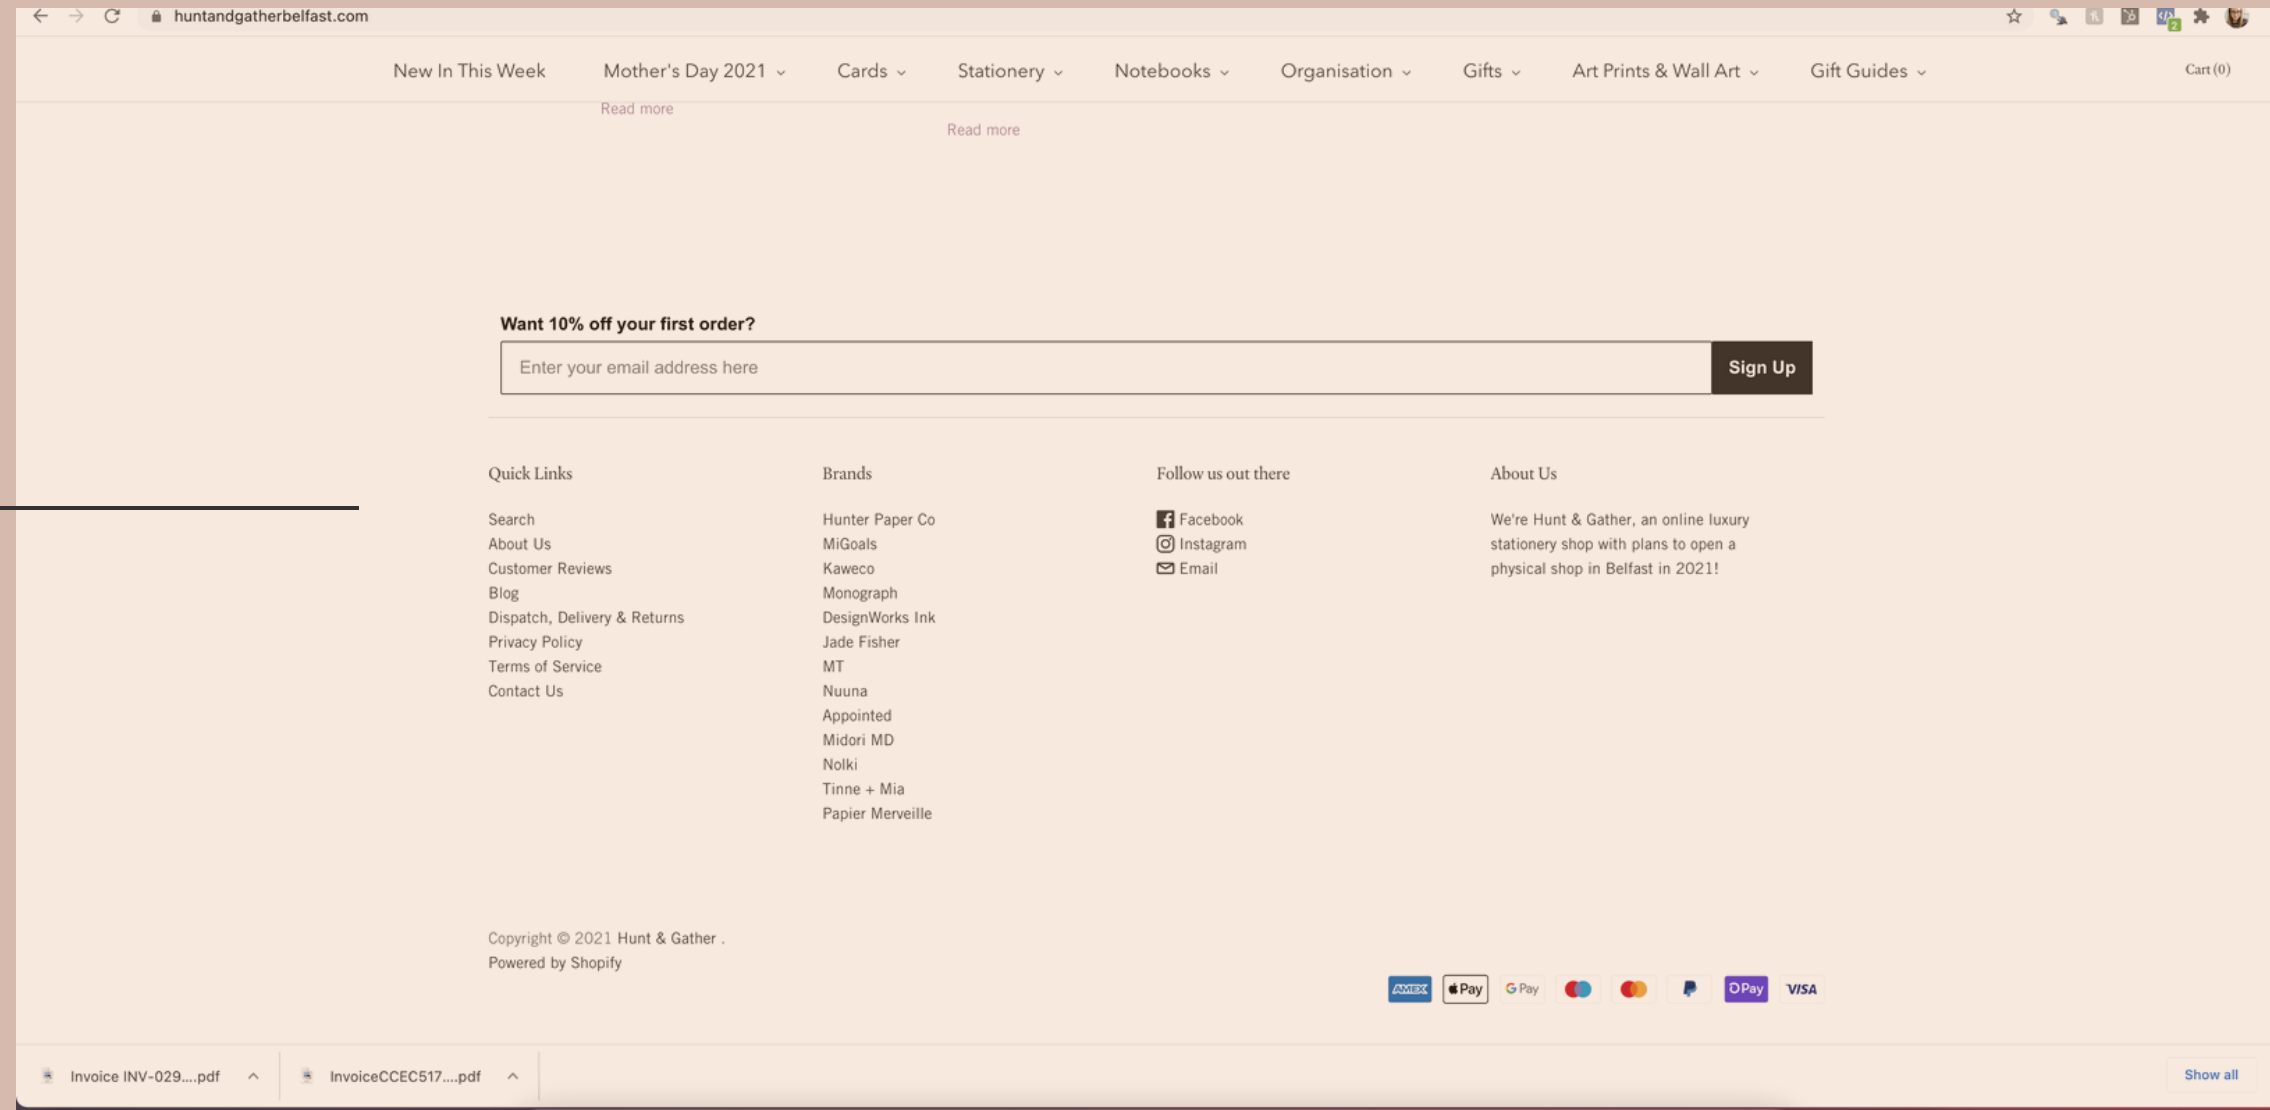 huntandgatherbelfast.com
2
New In This Week
Mother's Day 2021
Cards
Stationery
Notebooks
Organisation
Gifts
Art Prints & Wall Art
Gift Guides
Cart (0)
Read more
Read more
Want 10% off your first order?
Enter your email address here
Sign Up
Quick Links
Search
About Us
Customer Reviews
Blog
Dispatch, Delivery & Returns
Privacy Policy
Terms of Service
Contact Us
Brands
Hunter Paper Co
MiGoals
Kaweco
Monograph
DesignWorks Ink
Jade Fisher
MT
Nuuna
Appointed
Midori MD
Nolki
Tinne + Mia
Papier Merveille
Follow us out there
Facebook
Instagram
Email
About Us
We're Hunt & Gather, an online luxury
stationery shop with plans to open a
physical shop in Belfast in 2021!
Copyright © 2021 Hunt & Gather .
Powered by Shopify
AMEX
Pay
G Pay
OPay
VISA
Invoice INV-029....pdf
InvoiceCCEC517....pdf
Show all